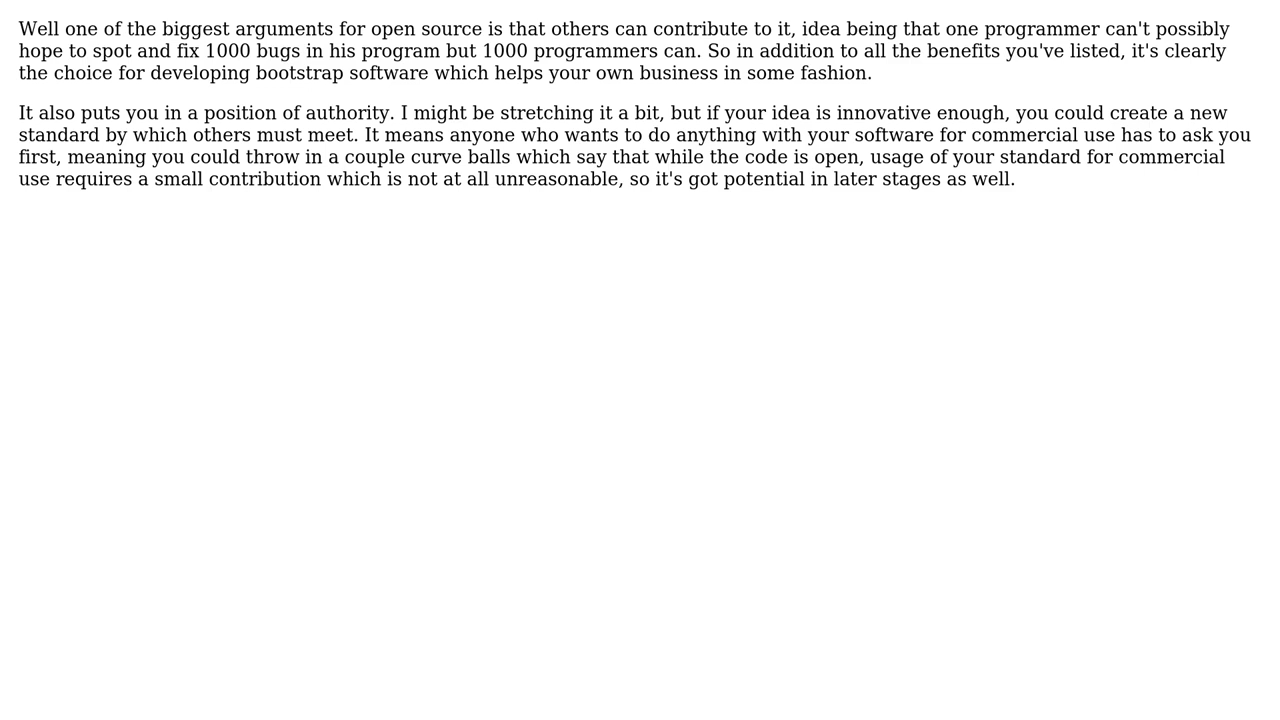 Well one of the biggest arguments for open source is that others can contribute to it, idea being that one programmer can't possibly
hope to spot and fix 1000 bugs in his program but 1000 programmers can. So in addition to all the benefits you've listed, it's clearly
the choice for developing bootstrap software which helps your own business in some fashion.
It also puts you in a position of authority. I might be stretching it a bit, but if your idea is innovative enough, you could create a new
standard by which others must meet. It means anyone who wants to do anything with your software for commercial use has to ask you
first, meaning you could throw in a couple curve balls which say that while the code is open, usage of your standard for commercial
use requires a small contribution which is not at all unreasonable, so it's got potential in later stages as well.